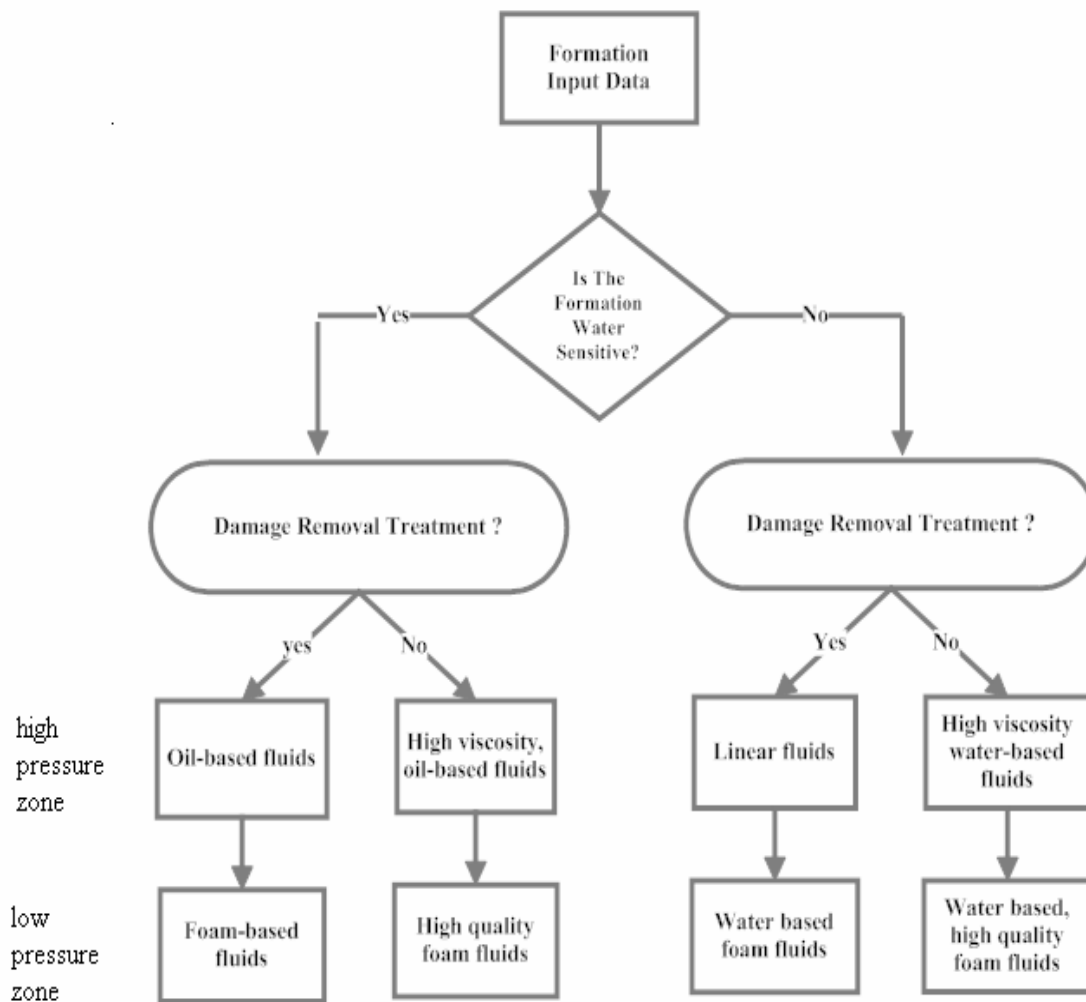 Formation
Input Data
Is The
Formation
Water
Sensitive?
Yes
No
Damage Removal Treatment ?
Damage Removal Treatment ?
yes
No
Yes
No
high
pressure
zone
Oil-based fluids
High viscosity,
oil-based fluids
Linear fluids
High viscosity
water-based
fluids
low
pressure
zone
Foam-based
fluids
High quality
foam fluids
Water based
foam fluids
Water based,
high quality
foam fluids